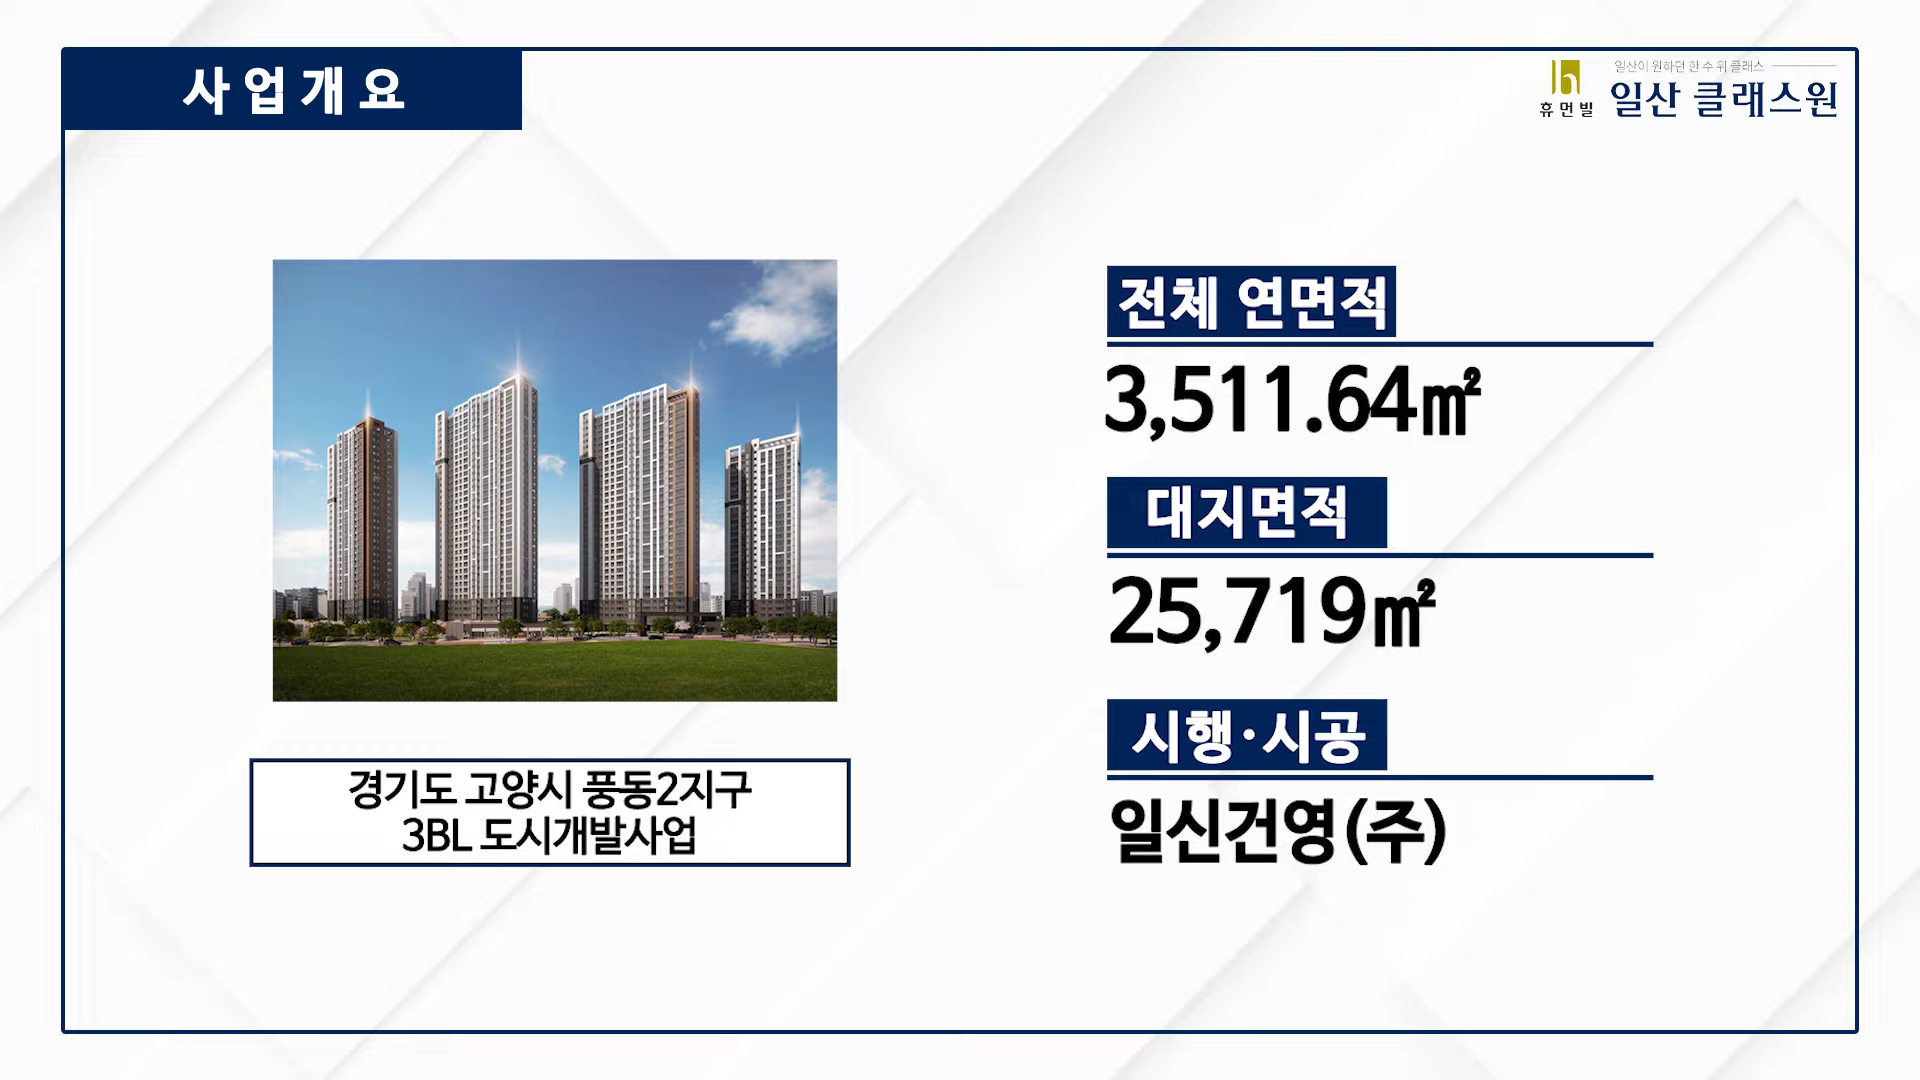 사업개요
일산이 원하던 한 수 위 클래스
휴먼빌
일산 클래스원
전체 연면적
3,511.64㎡
대지면적
25,719㎡
시행·시공
일신건영(주)
경기도 고양시 풍동2지구
3BL 도시개발사업